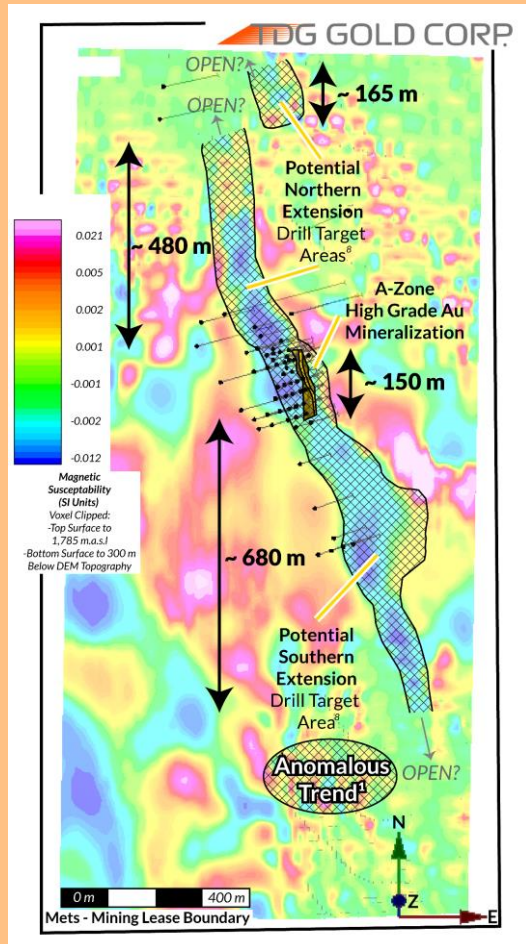 TDG GOLD CORP.
OPEN?
~ 165 m
OPEN?
Potential
Northern
Extension
Drill Target
Areas⁸
~ 480 m
A-Zone
High Grade Au
Mineralization
~ 150 m
0.021
0.005
0.002
0.001
-0.001
-0.002
-0.012
Magnetic
Susceptability
(SI Units)
Voxel Clipped:
-Top Surface to
1,785 m.a.s.l
-Bottom Surface to 300 m
Below DEM Topography
~ 680 m
Potential
Southern
Extension
Drill Target
Area⁸
Anomalous
Trend¹
OPEN?
N
Z
E
0 m 400 m
Mets - Mining Lease Boundary